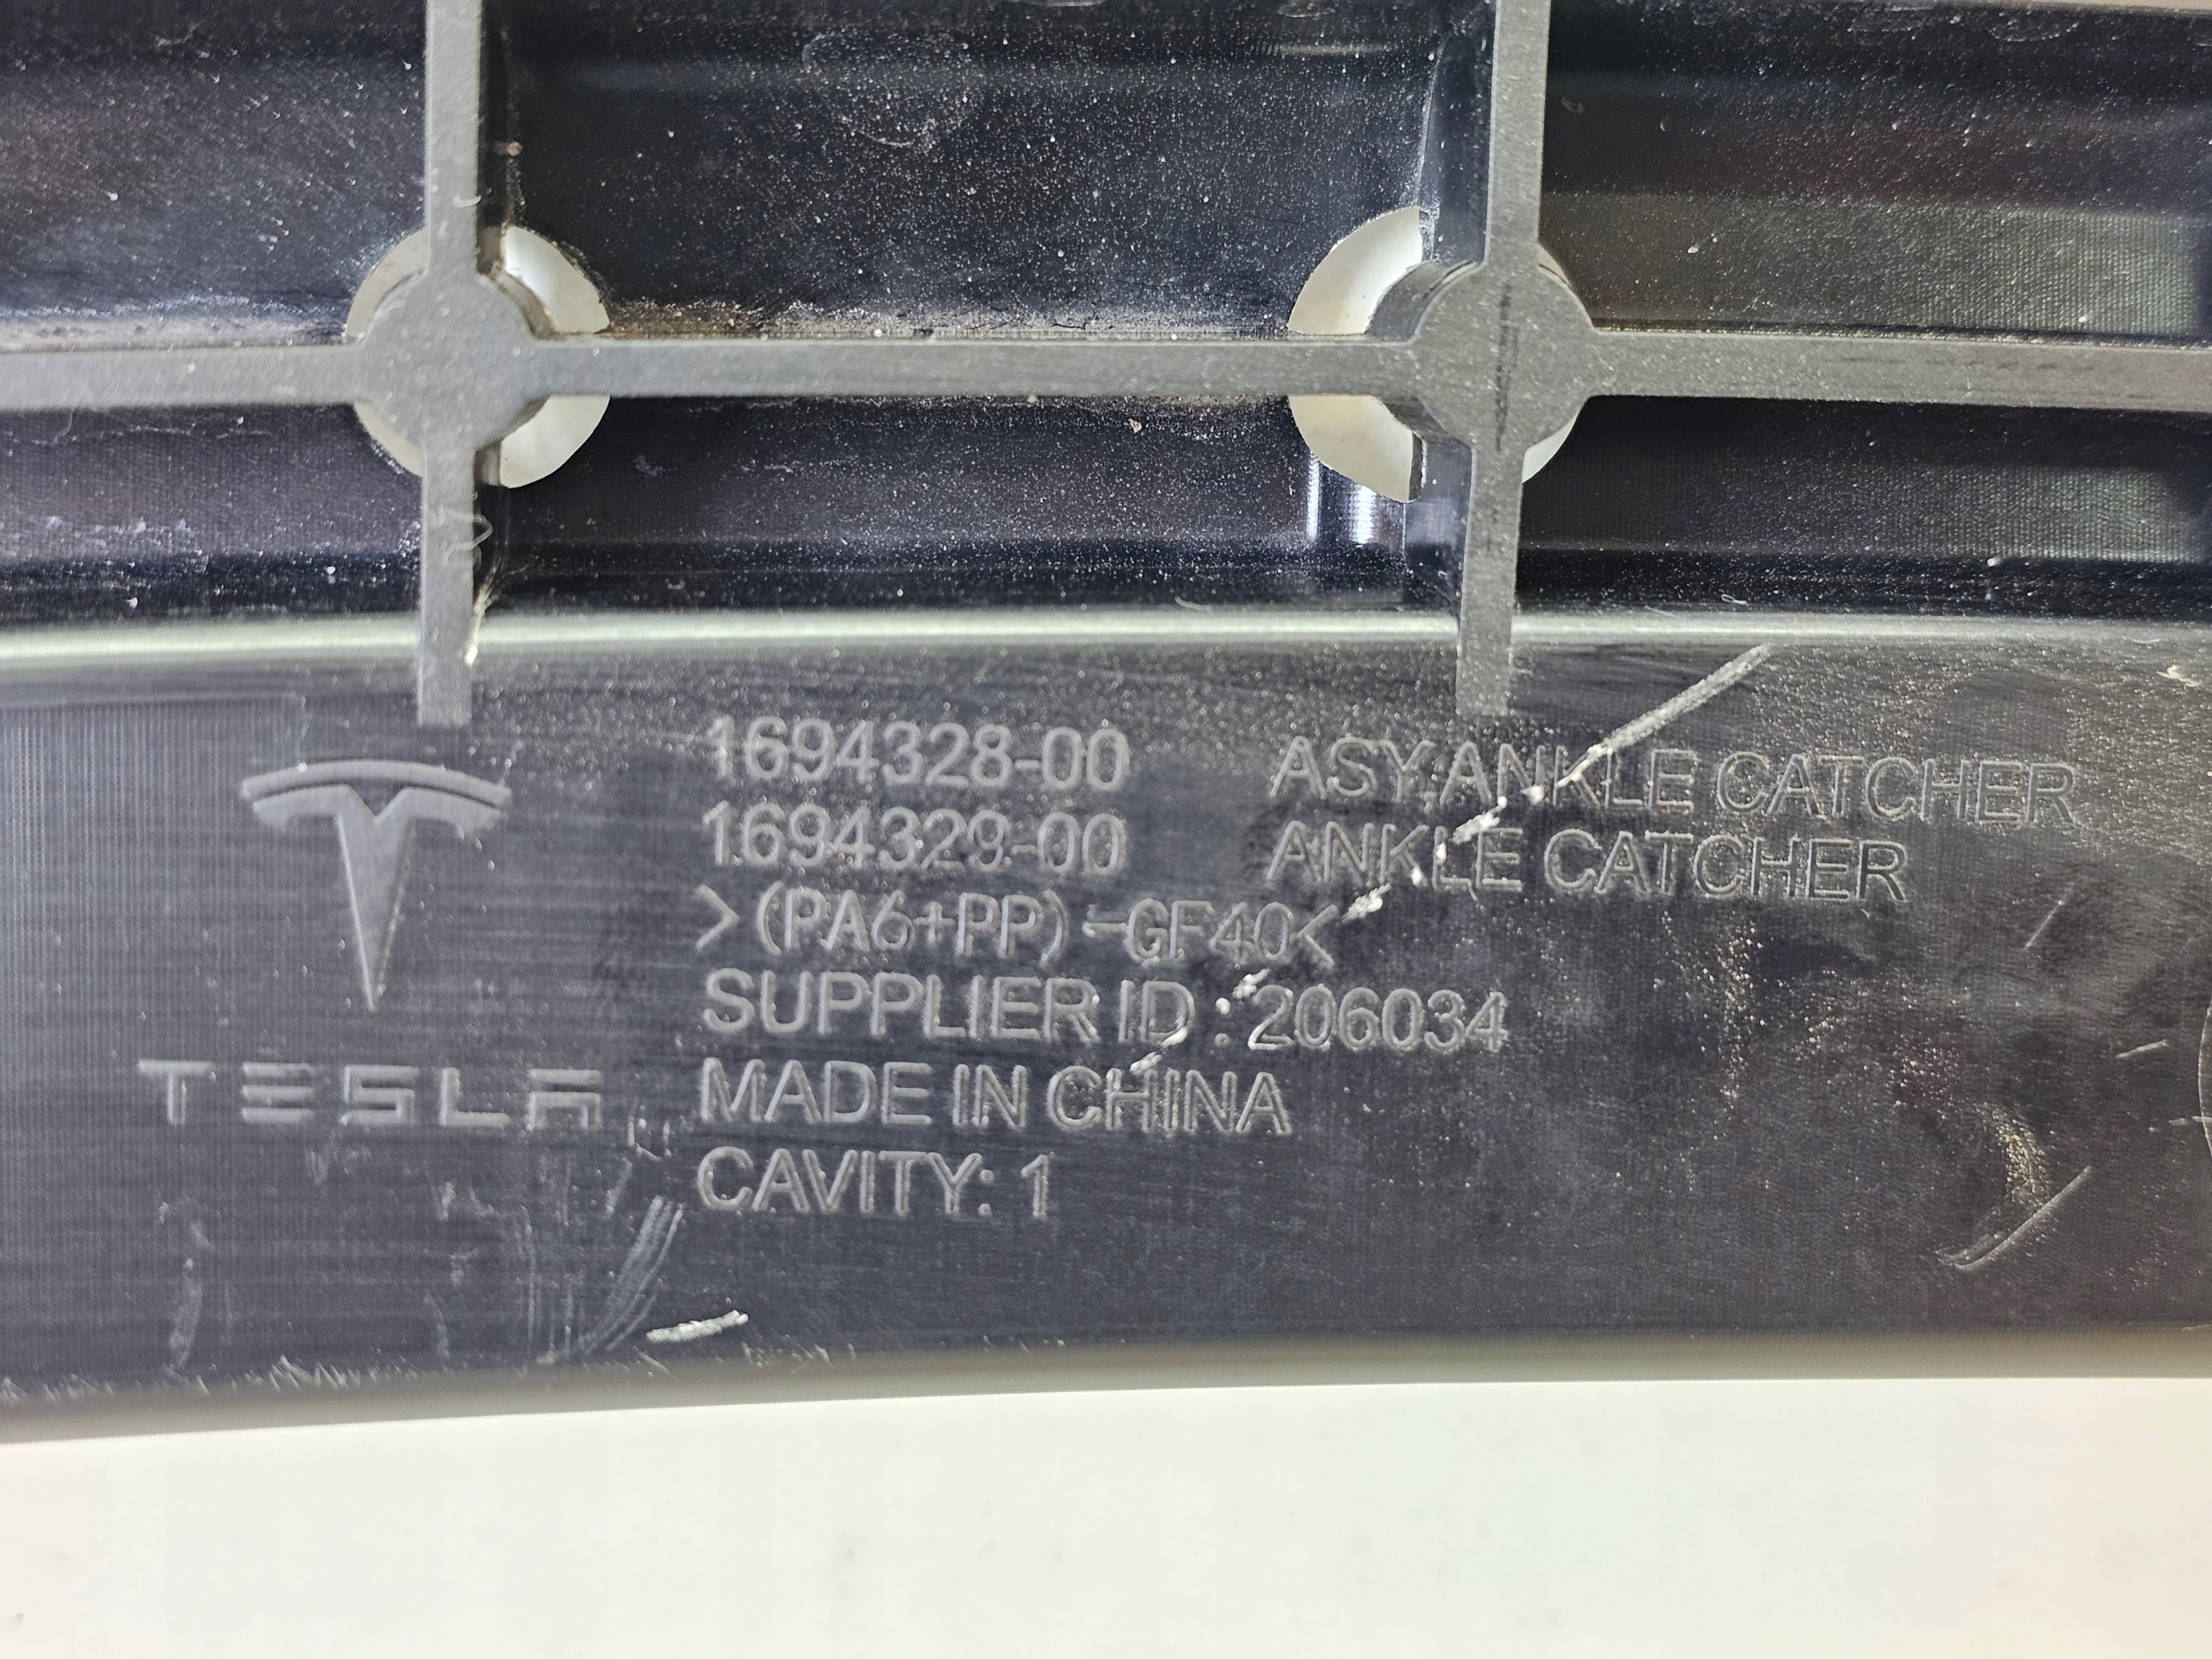 1694328-00 ASY,ANKLE CATCHER
1694329-00 ANKLE CATCHER
>(PA6+PP)-GF40<
SUPPLIER ID : 206034
TESLA MADE IN CHINA
CAVITY: 1